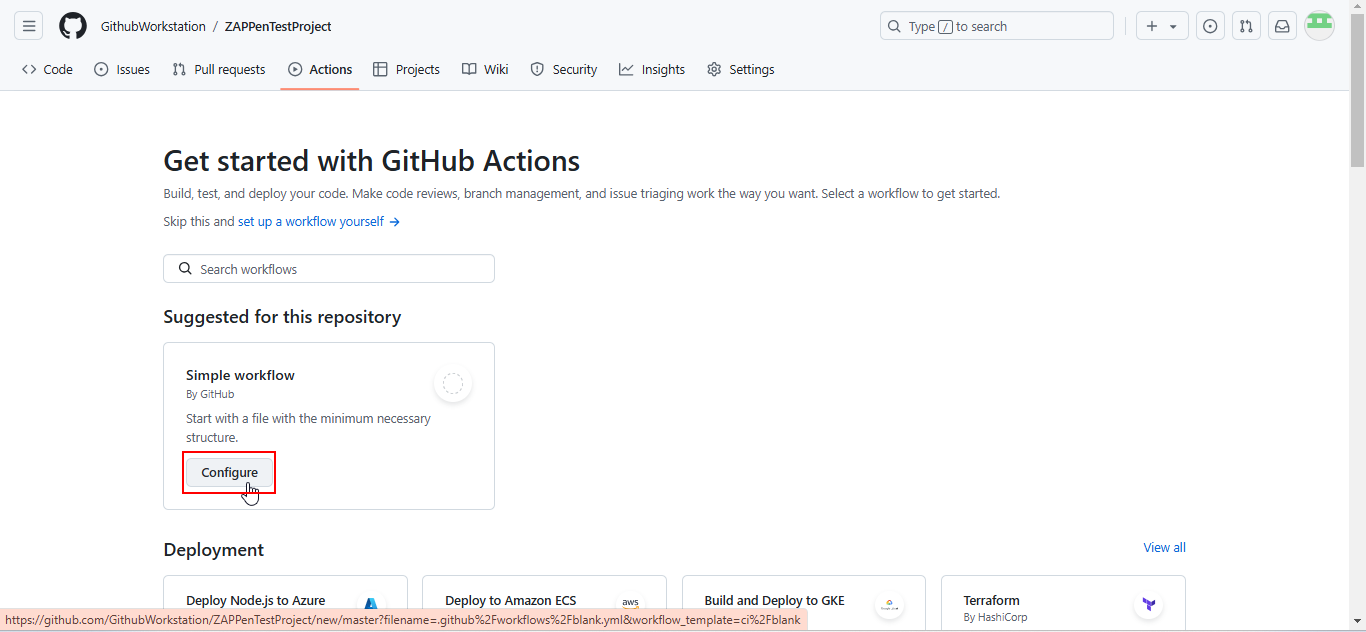 GithubWorkstation / ZAPPenTestProject
Type / to search
Code Issues Pull requests Actions Projects Wiki Security Insights Settings
Get started with GitHub Actions
Build, test, and deploy your code. Make code reviews, branch management, and issue triaging work the way you want. Select a workflow to get started.
Skip this and set up a workflow yourself →
Search workflows
Suggested for this repository
Simple workflow
By GitHub
Start with a file with the minimum necessary
structure.
Configure
Deployment
View all
Deploy Node.js to Azure
Deploy to Amazon ECS
aws
Build and Deploy to GKE
Terraform
By HashiCorp
https://github.com/GithubWorkstation/ZAPPenTestProject/new/master?filename=.github%2Fworkflows%2Fblank.yml&workflow_template=ci%2Fblank